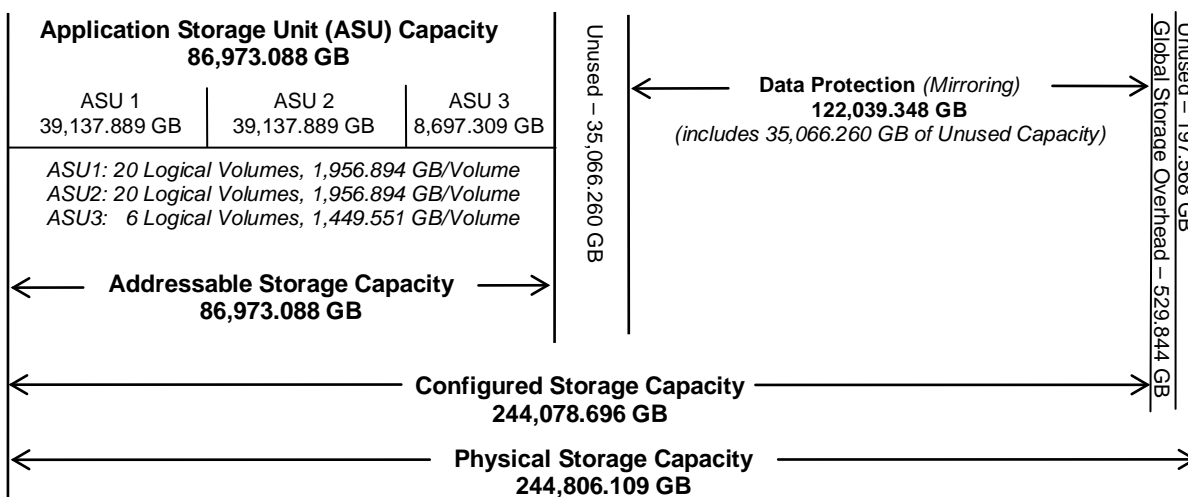 Application Storage Unit (ASU) Capacity
86,973.088 GB
ASU 1
39,137.889 GB
ASU 2
39,137.889 GB
ASU 3
8,697.309 GB
ASU1: 20 Logical Volumes, 1,956.894 GB/Volume
ASU2: 20 Logical Volumes, 1,956.894 GB/Volume
ASU3: 6 Logical Volumes, 1,449.551 GB/Volume
Addressable Storage Capacity
86,973.088 GB
Unused – 35,066.260 GB
Data Protection (Mirroring)
122,039.348 GB
(includes 35,066.260 GB of Unused Capacity)
Global Storage Overhead – 529.844 GB
Unused – 197.568 GB
Configured Storage Capacity
244,078.696 GB
Physical Storage Capacity
244,806.109 GB